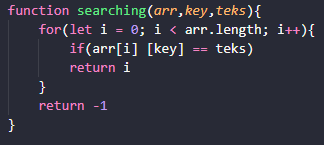 function searching(arr,key,teks){
    for(let i = 0; i < arr.length; i++){
        if(arr[i] [key] == teks)
        return i
    }
    return -1
}